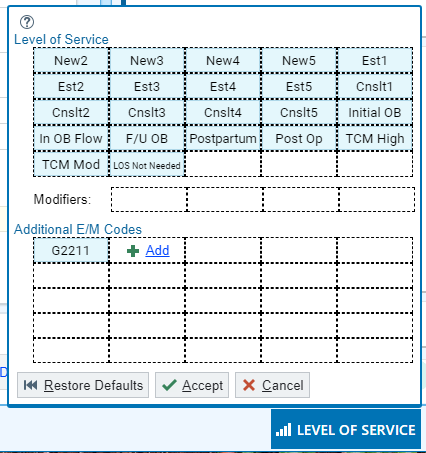 ?
Level of Service
New2 New3 New4 New5 Est1
Est2 Est3 Est4 Est5 Cnslt1
Cnslt2 Cnslt3 Cnslt4 Cnslt5 Initial OB
In OB Flow F/U OB Postpartum Post Op TCM High
TCM Mod LOS Not Needed
Modifiers:
Additional E/M Codes
G2211 Add
Restore Defaults Accept Cancel
LEVEL OF SERVICE